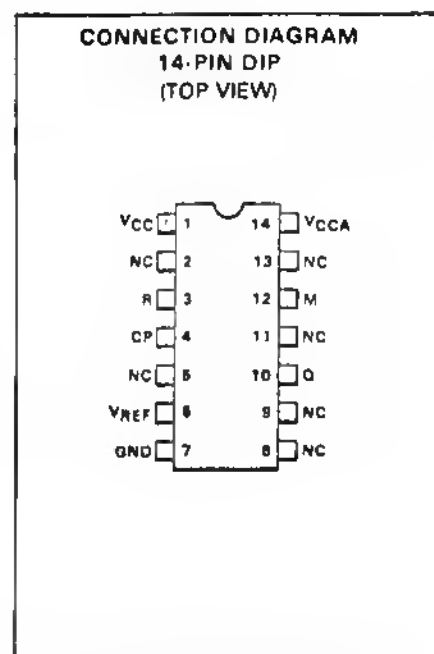 CONNECTION DIAGRAM
14-PIN DIP
(TOP VIEW)
VCC 1 14 VCCA
NC 2 13 NC
R 3 12 M
CP 4 11 NC
NC 5 10 Q
VREF 6 9 NC
GND 7 8 NC